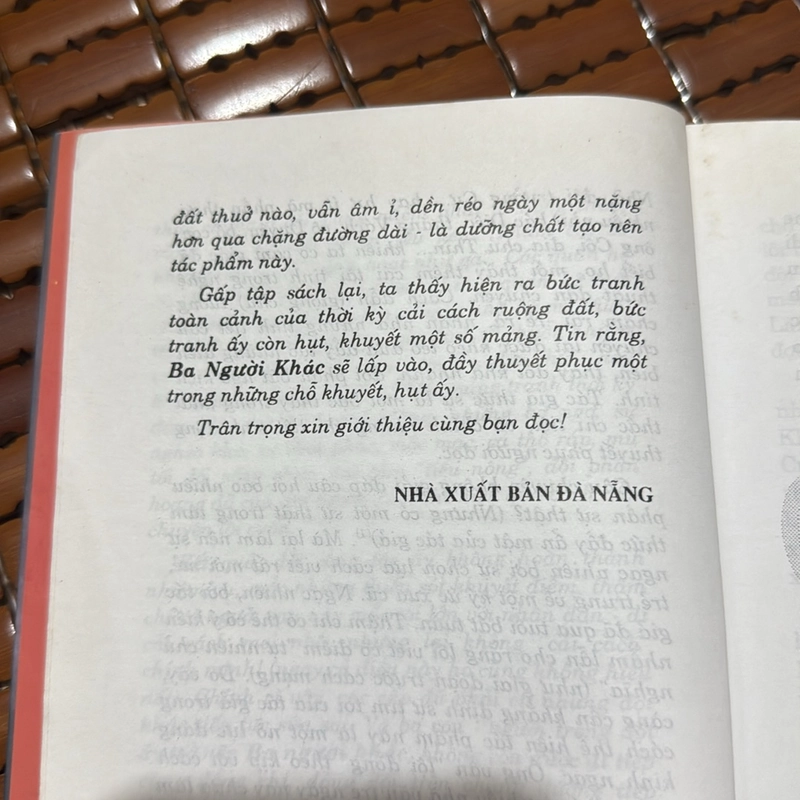 đất thuở nào, vẫn âm ỉ, dền réo ngày một nặng
hơn qua chặng đường dài - là dưỡng chất tạo nên
tác phẩm này.
Gấp tập sách lại, ta thấy hiện ra bức tranh
toàn cảnh của thời kỳ cải cách ruộng đất, bức
tranh ấy còn hụt, khuyết một số mảng. Tin rằng,
Ba Người Khác sẽ lấp vào, đầy thuyết phục một
trong những chỗ khuyết, hụt ấy.
Trân trọng xin giới thiệu cùng bạn đọc!
NHÀ XUẤT BẢN ĐÀ NẴNG